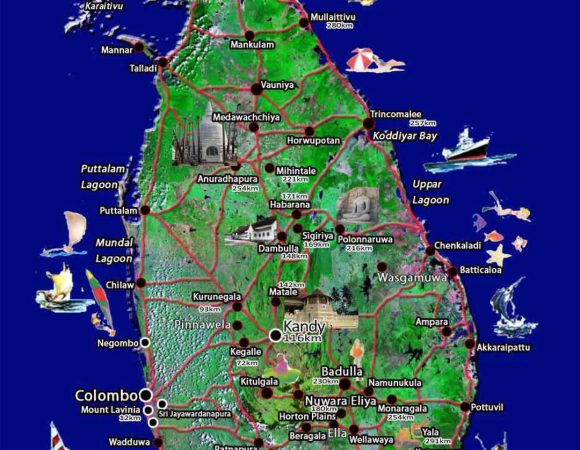 Karaitivu
Mullaittivu
280km
Mankulam
Mannar
Talladi
Vauniya
Medawachchiya
Trincomalee
257km
Horwupotan
Koddiyar Bay
Puttalam
Lagoon
Anuradhapura
254km
Mihintale
221km
171km
Habarana
Uppar
Lagoon
Puttalam
Sigiriya
169km
Polonnaruwa
216km
Mundal
Lagoon
Dambulla
148km
Chenkaladi
Batticaloa
Wasgamuwa
Chilaw
142km
Matale
Kurunegala
93km
Pinnawela
Kandy
116km
Ampara
Negombo
Kegalle
72km
Akkaraipattu
Badulla
230km
Colombo
Kitulgala
Namunukula
Mount Lavinia
12km
Sri Jayawardanapura
Nuwara Eliya
180km
Monaragala
254km
Pottuvil
Horton Plains
Beragala
Ella
Wellawaya
Yala
291km
Wadduwa
Ratnapura